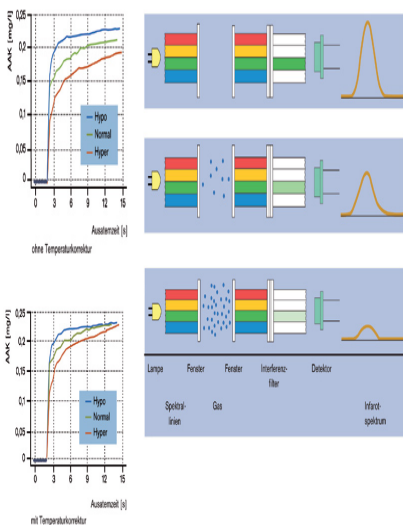 AAK [mg/l]
0,25
0,2
0,15
0,1
0,05
0
Hypo
Normal
Hyper
0 3 6 9 12 15
Ausatemzeit [s]
ohne Temperaturkorrektur
AAK [mg/l]
0,25
0,2
0,15
0,1
0,05
0
Hypo
Normal
Hyper
0 3 6 9 12 15
Ausatemzeit [s]
mit Temperaturkorrektur
Lampe Fenster Fenster Interferenz-
filter Detektor
Spektral-
linien Gas Infarot-
spektrum